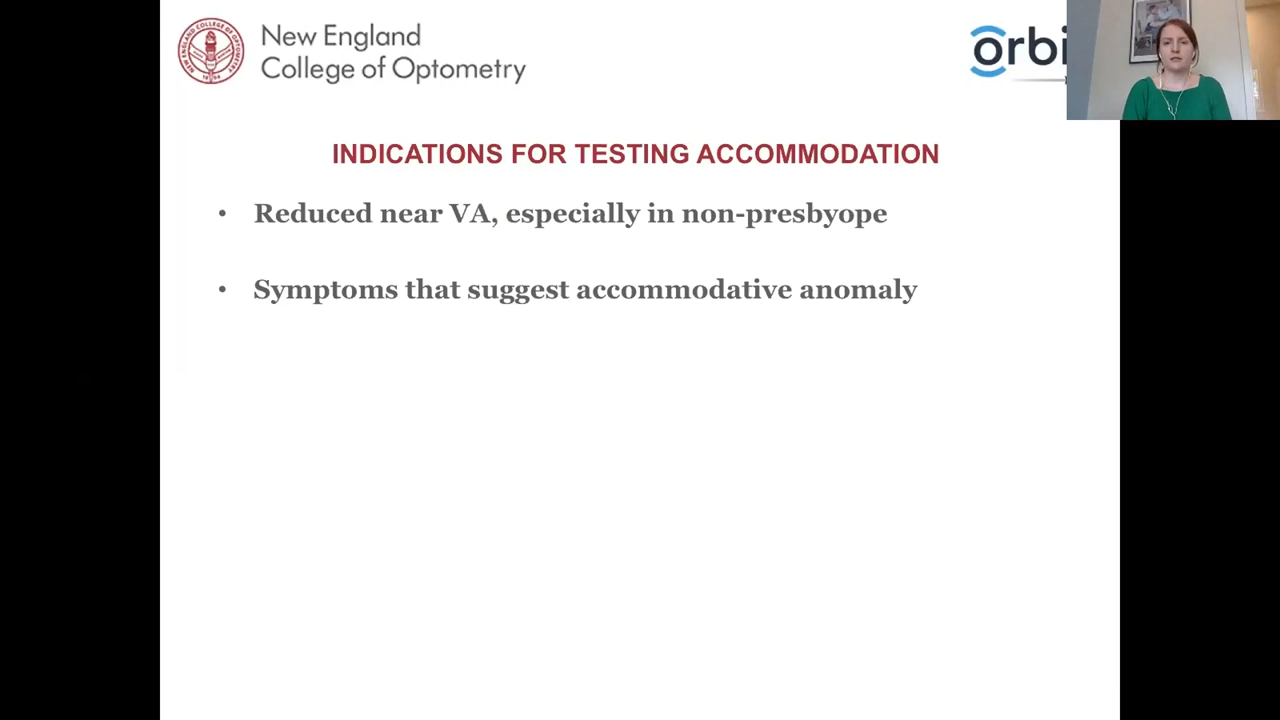 New England
College of Optometry
INDICATIONS FOR TESTING ACCOMMODATION
• Reduced near VA, especially in non-presbyope
• Symptoms that suggest accommodative anomaly